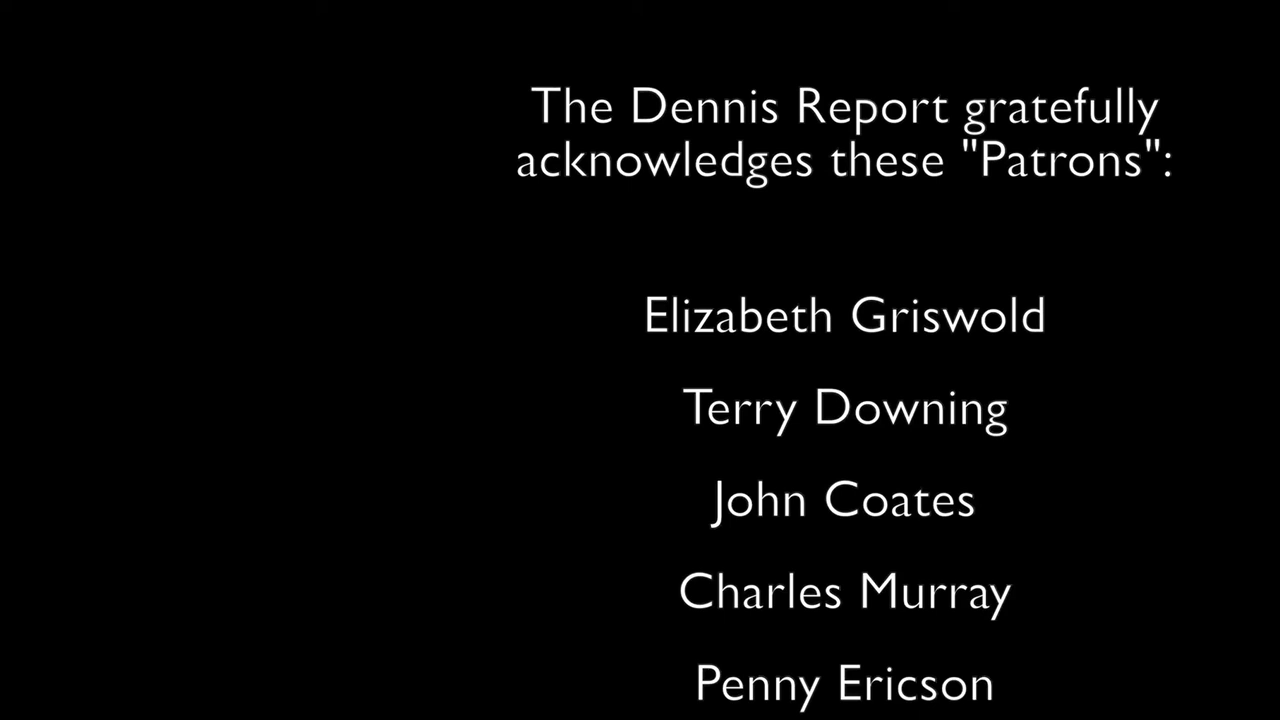 The Dennis Report gratefully
acknowledges these "Patrons":
Elizabeth Griswold
Terry Downing
John Coates
Charles Murray
Penny Ericson